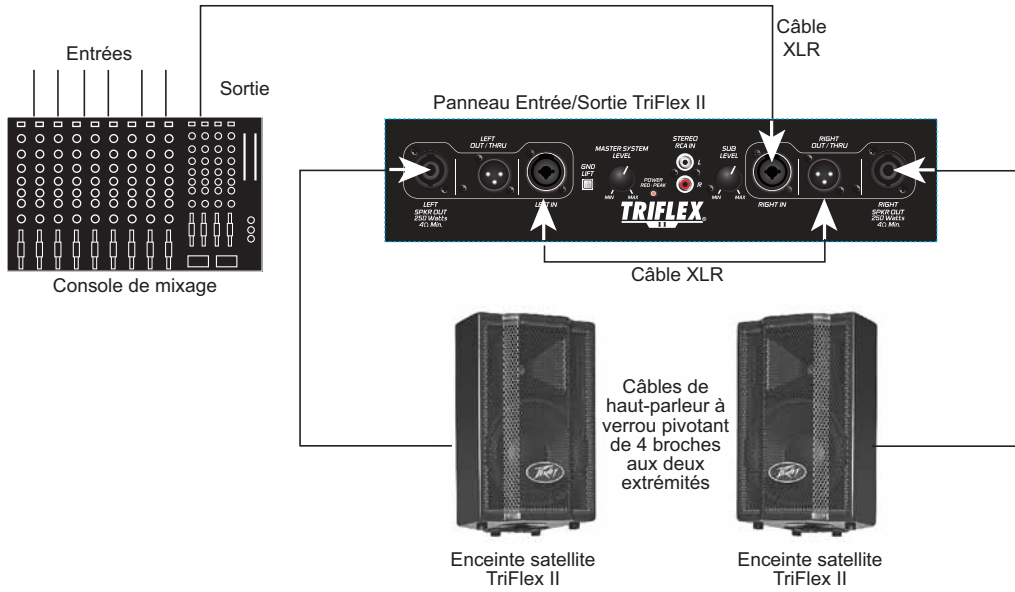 Entrées
Sortie
Console de mixage
Câble
XLR
Panneau Entrée/Sortie TriFlex II
LEFT
OUT / THRU
MASTER SYSTEM
LEVEL
STEREO
RCA IN
SUB
LEVEL
RIGHT
OUT / THRU
GND
LIFT
L
R
POWER
RED - PEAK
MIN
MAX
MIN
MAX
LEFT
SPKR OUT
250 Watts
4Ω Min.
LEFT IN
TRIFLEX®
II
RIGHT IN
RIGHT
SPKR OUT
250 Watts
4Ω Min.
Câble XLR
Câbles de
haut-parleur à
verrou pivotant
de 4 broches
aux deux
extrémités
PEAVEY
PEAVEY
Enceinte satellite
TriFlex II
Enceinte satellite
TriFlex II